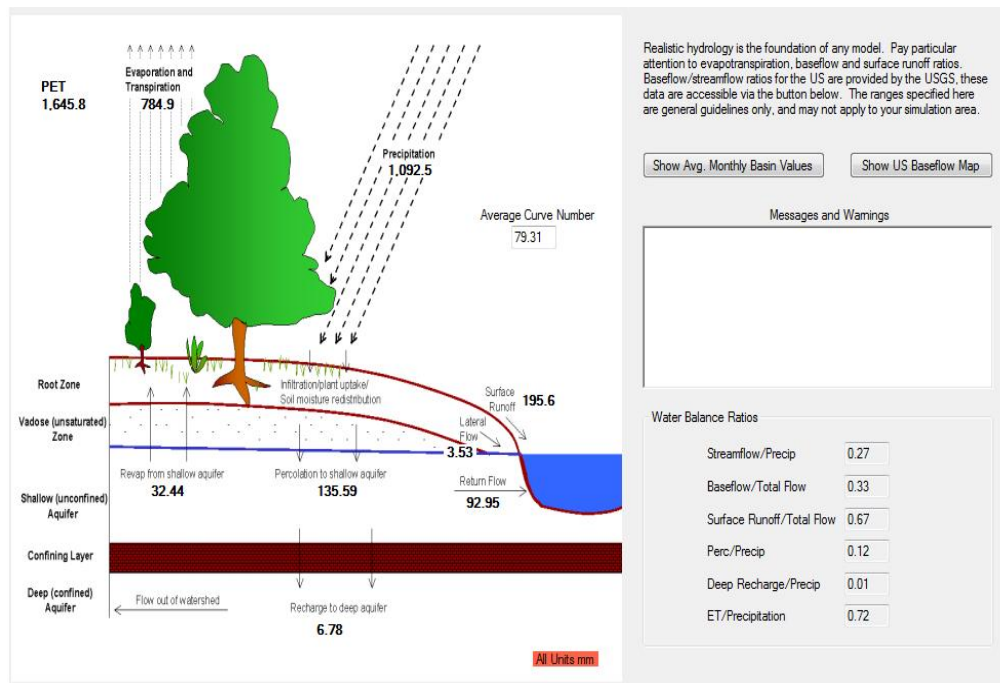 PET
1,645.8
Evaporation and
Transpiration
784.9
Precipitation
1,092.5
Average Curve Number
79.31
Root Zone
Infiltration/plant uptake/
Soil moisture redistribution
Surface
Runoff
195.6
Vadose (unsaturated)
Zone
Lateral
Flow
3.53
Revap from shallow aquifer
32.44
Percolation to shallow aquifer
135.59
Return Flow
92.95
Shallow (unconfined)
Aquifer
Confining Layer
Deep (confined)
Aquifer
Flow out of watershed
Recharge to deep aquifer
6.78
All Units mm
Realistic hydrology is the foundation of any model. Pay particular
attention to evapotranspiration, baseflow and surface runoff ratios.
Baseflow/streamflow ratios for the US are provided by the USGS, these
data are accessible via the button below. The ranges specified here
are general guidelines only, and may not apply to your simulation area.
Show Avg. Monthly Basin Values
Show US Baseflow Map
Messages and Warnings
Water Balance Ratios
Streamflow/Precip 0.27
Baseflow/Total Flow 0.33
Surface Runoff/Total Flow 0.67
Perc/Precip 0.12
Deep Recharge/Precip 0.01
ET/Precipitation 0.72